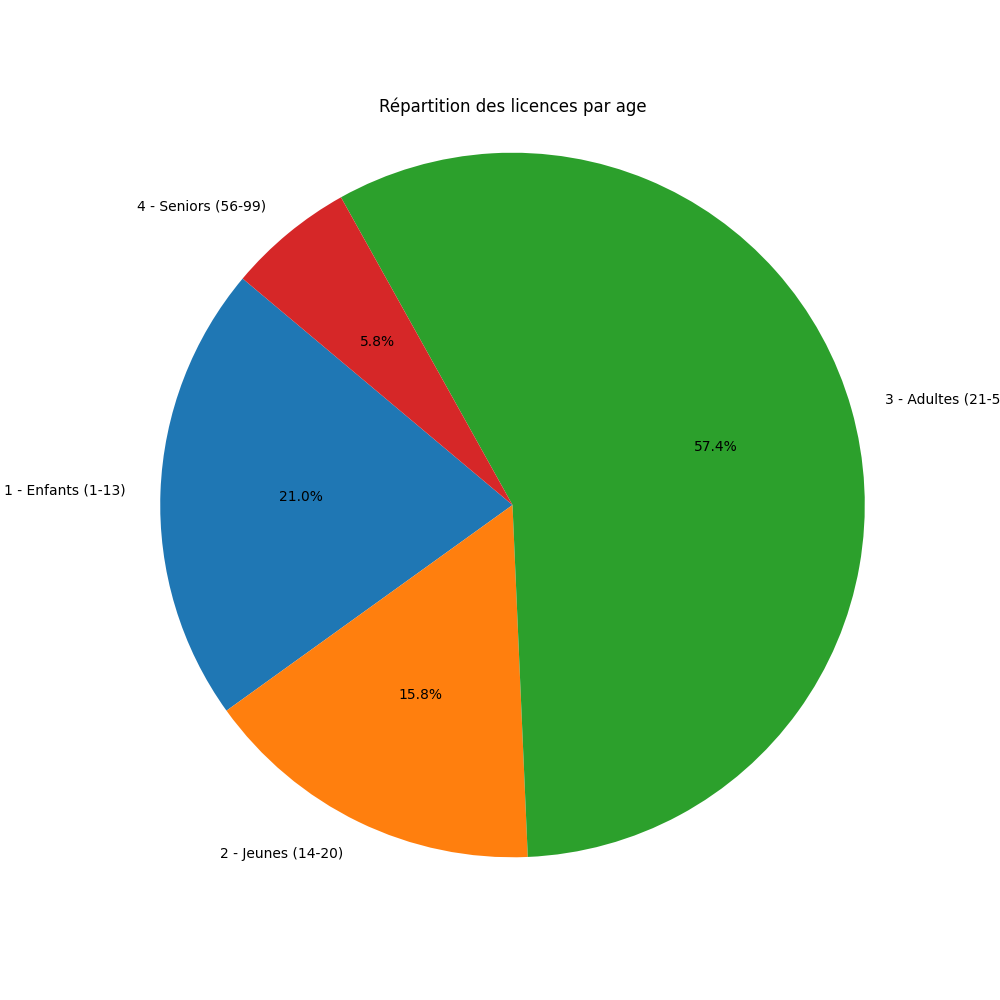 Répartition des licences par age
4 - Seniors (56-99)
5.8%
3 - Adultes (21-5
57.4%
1 - Enfants (1-13)
21.0%
15.8%
2 - Jeunes (14-20)